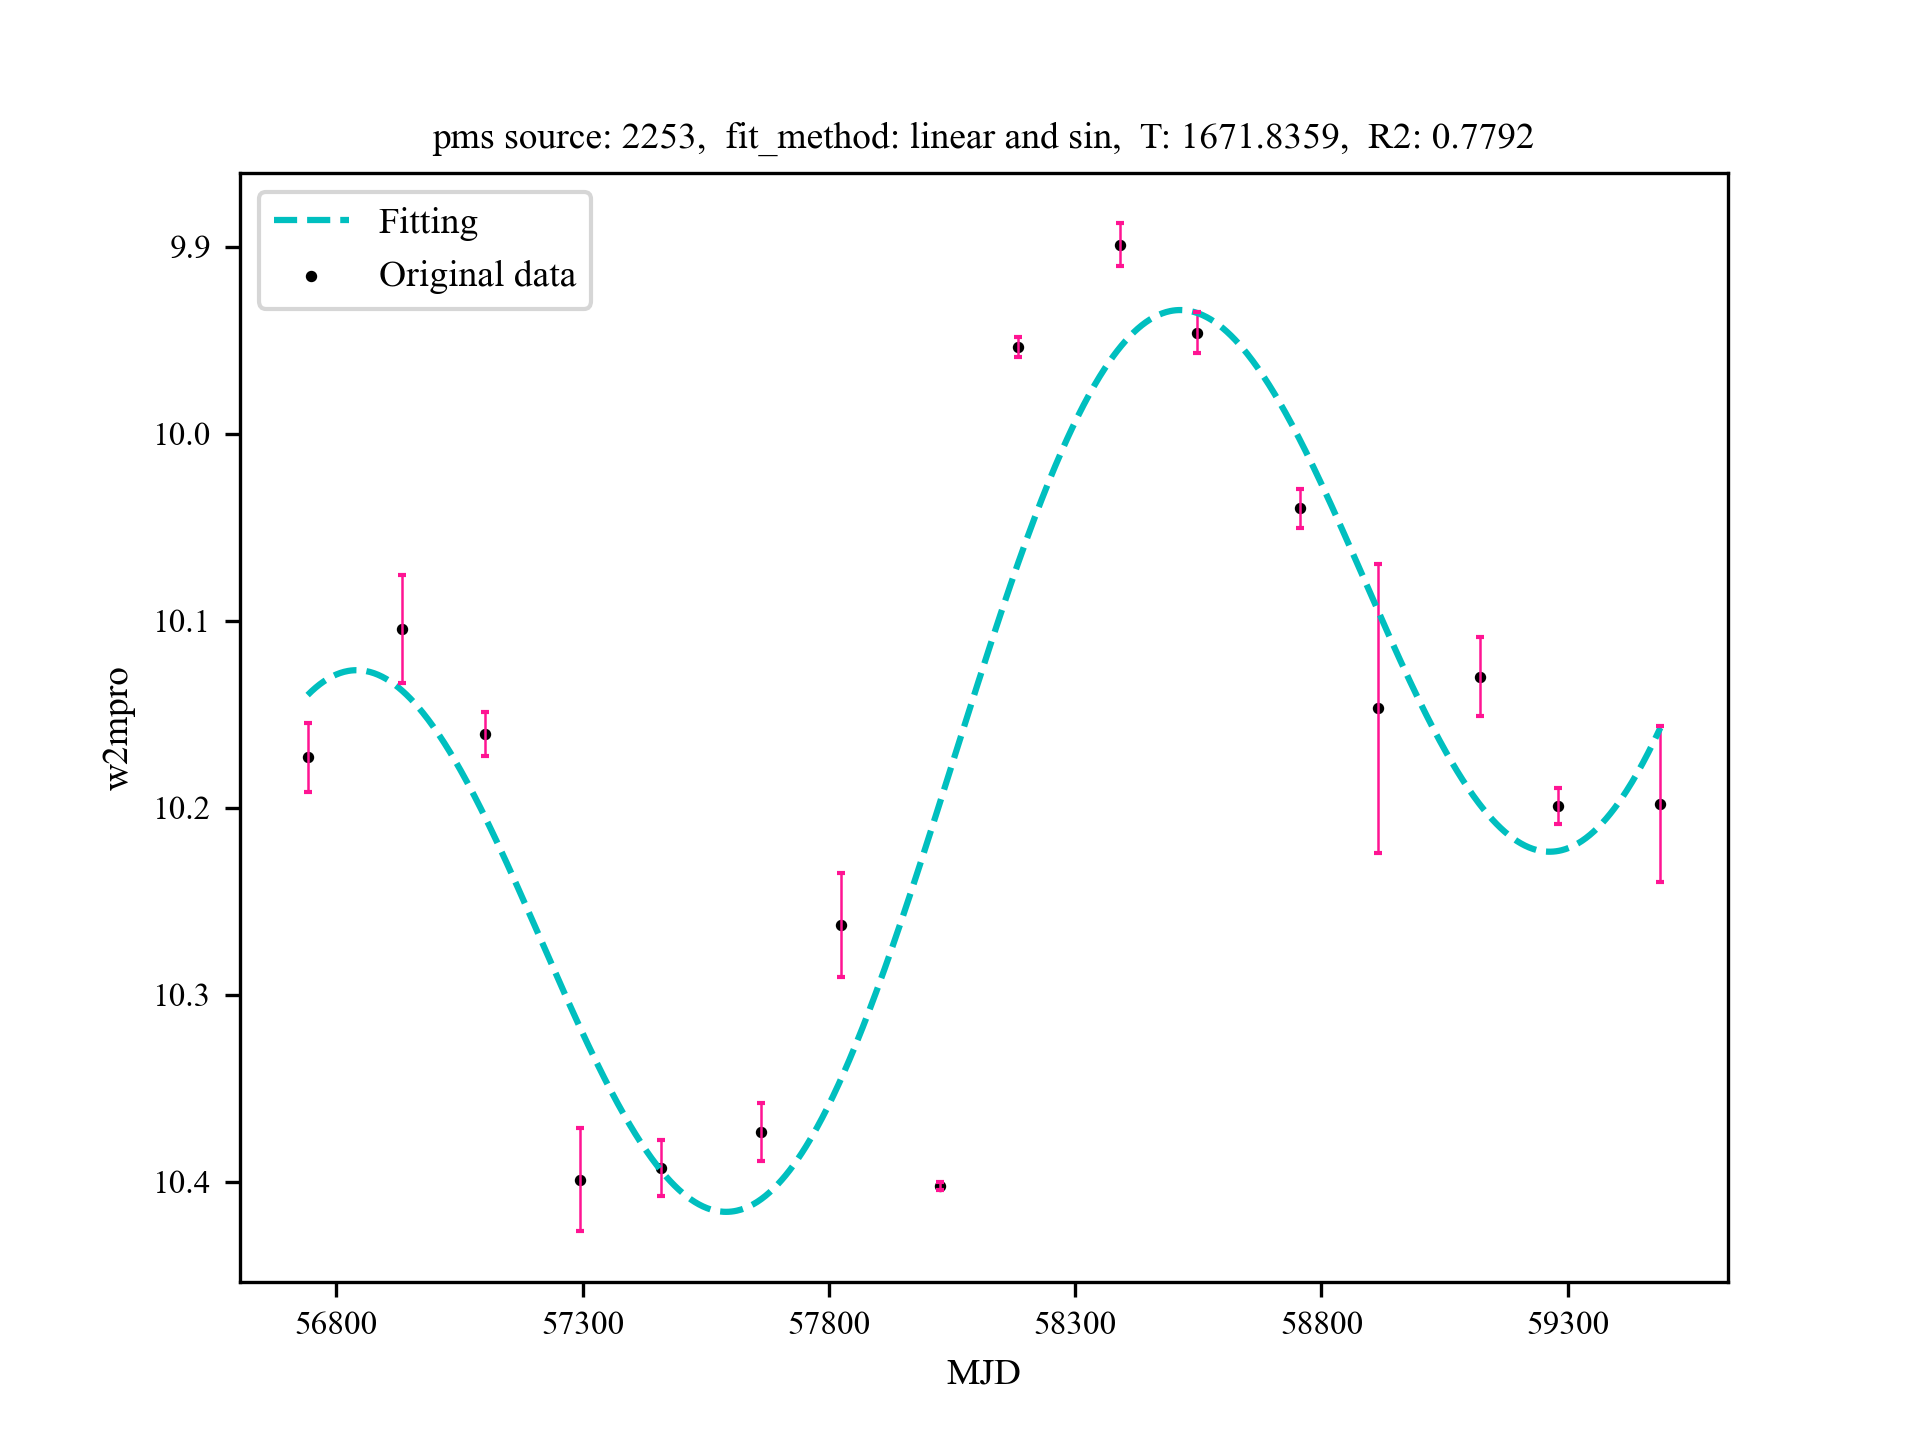 pms source: 2253,  fit_method: linear and sin,  T: 1671.8359,  R2: 0.7792
Fitting
Original data
9.9
10.0
10.1
10.2
10.3
10.4
w2mpro
56800 57300 57800 58300 58800 59300
MJD